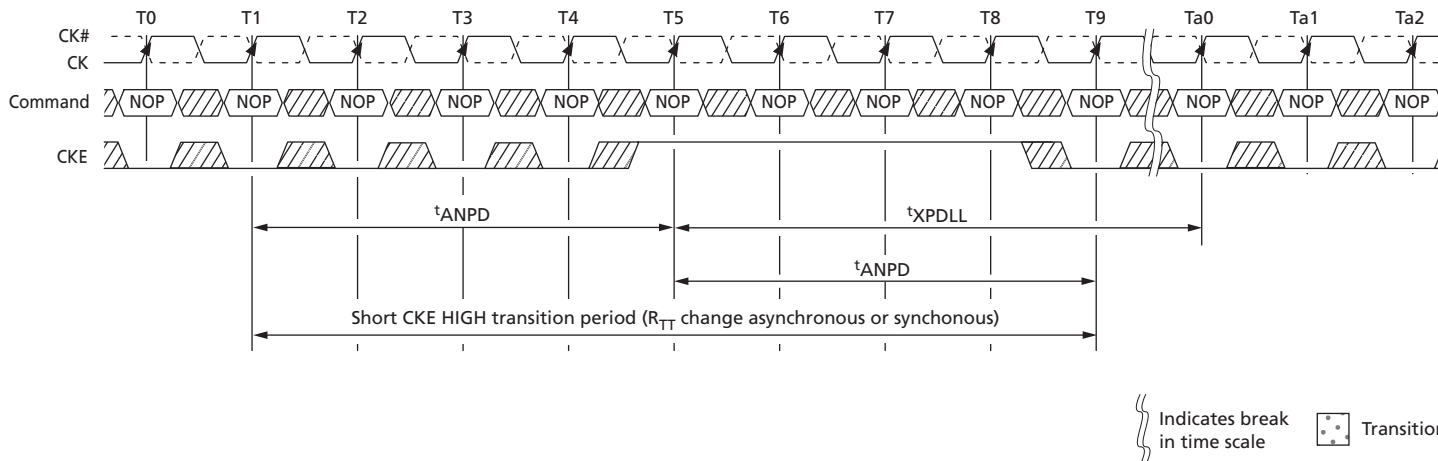 T0 T1 T2 T3 T4 T5 T6 T7 T8 T9 Ta0 Ta1 Ta2
CK#
CK
Command NOP NOP NOP NOP NOP NOP NOP NOP NOP NOP NOP NOP NOP
CKE
tANPD tXPDLL
tANPD
Short CKE HIGH transition period (RTT change asynchronous or synchonous)
Indicates break
in time scale
Transition